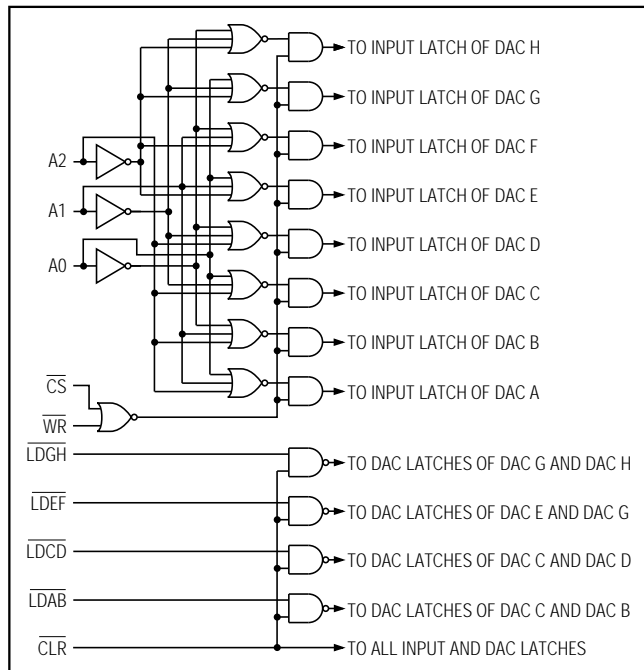 TO INPUT LATCH OF DAC H
TO INPUT LATCH OF DAC G
TO INPUT LATCH OF DAC F
A2
TO INPUT LATCH OF DAC E
A1
TO INPUT LATCH OF DAC D
A0
TO INPUT LATCH OF DAC C
TO INPUT LATCH OF DAC B
CS
TO INPUT LATCH OF DAC A
WR
LDGH
TO DAC LATCHES OF DAC G AND DAC H
LDEF
TO DAC LATCHES OF DAC E AND DAC G
LDCD
TO DAC LATCHES OF DAC C AND DAC D
LDAB
TO DAC LATCHES OF DAC C AND DAC B
CLR
TO ALL INPUT AND DAC LATCHES